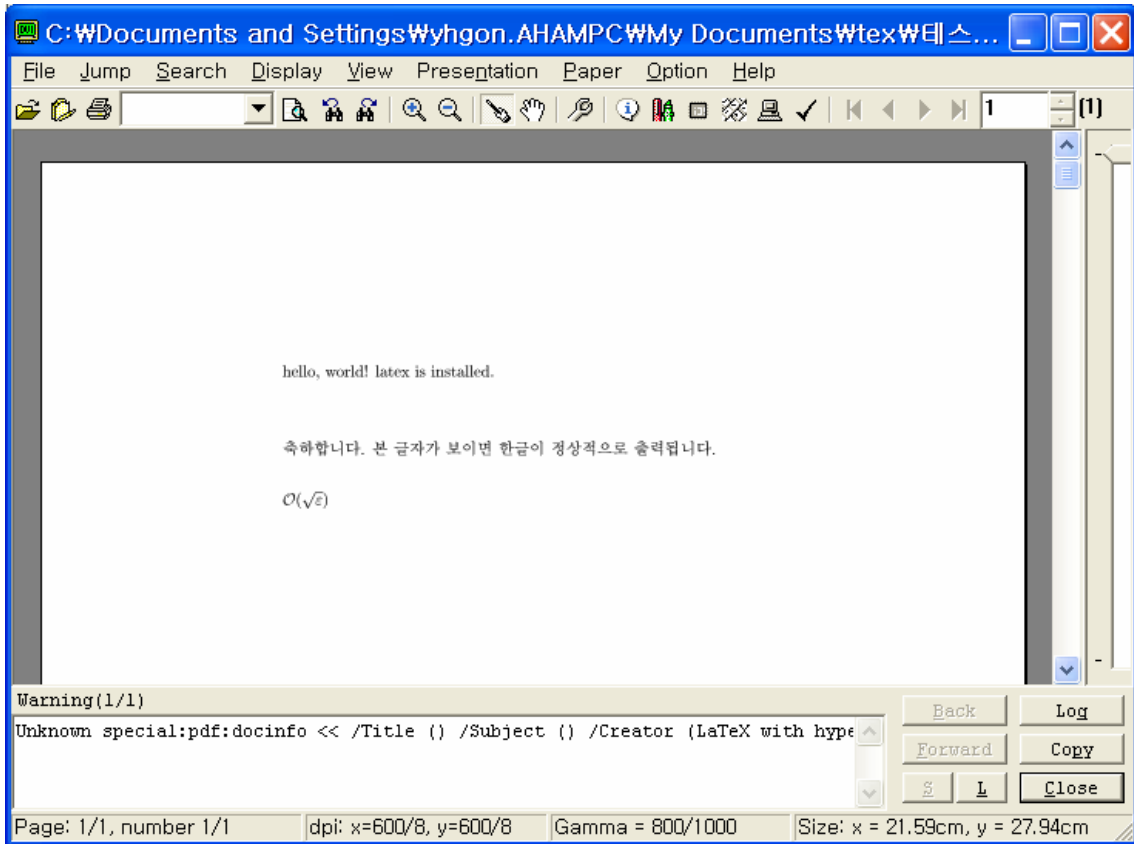 C:₩Documents and Settings₩yhgon.AHAMPC₩My Documents₩tex₩테스...
File Jump Search Display View Presentation Paper Option Help
1 (1)
hello, world! latex is installed.
축하합니다. 본 글자가 보이면 한글이 정상적으로 출력됩니다.
𝒪(√ε)
Warning(1/1)
Unknown special:pdf:docinfo << /Title () /Subject () /Creator (LaTeX with hype
Back Log
Forward Copy
S L Close
Page: 1/1, number 1/1 dpi: x=600/8, y=600/8 Gamma = 800/1000 Size: x = 21.59cm, y = 27.94cm